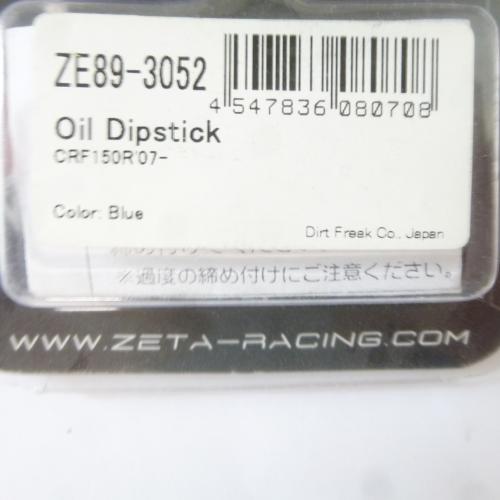 ZE89-3052
4 547836 080708
Oil Dipstick
CRF150R'07-
Color: Blue
Dirt Freak Co., Japan
※過度の締め付けにご注意ください。
WWW.ZETA-RACING.COM